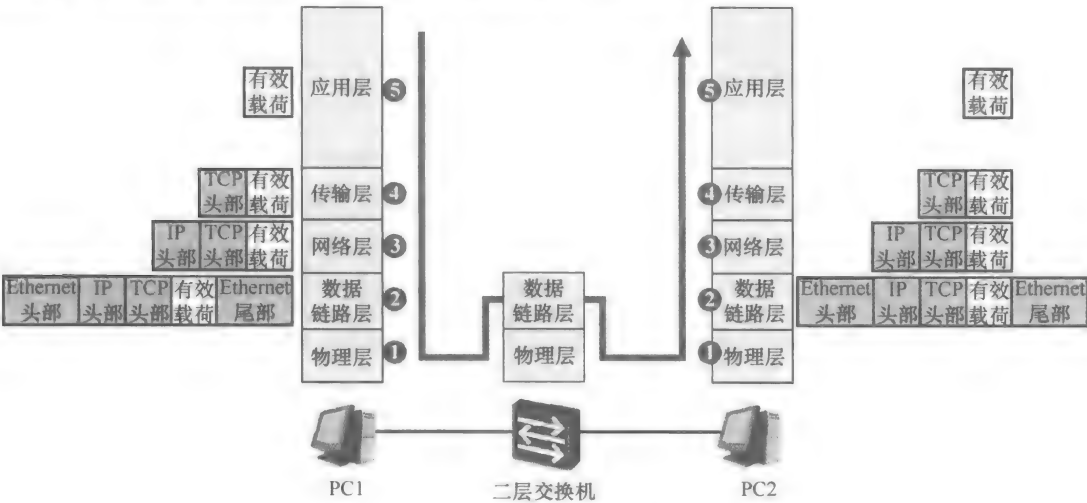 有效
载荷
应用层
5
5
应用层
有效
载荷
TCP 有效
头部 载荷
传输层
4
4
传输层
TCP 有效
头部 载荷
IP TCP 有效
头部 头部 载荷
网络层
3
3
网络层
IP TCP 有效
头部 头部 载荷
Ethernet IP TCP 有效 Ethernet
头部 头部 头部 载荷 尾部
数据
链路层
2
数据
链路层
2
数据
链路层
Ethernet IP TCP 有效 Ethernet
头部 头部 头部 载荷 尾部
物理层
1
物理层
1
物理层
PC1
二层交换机
PC2